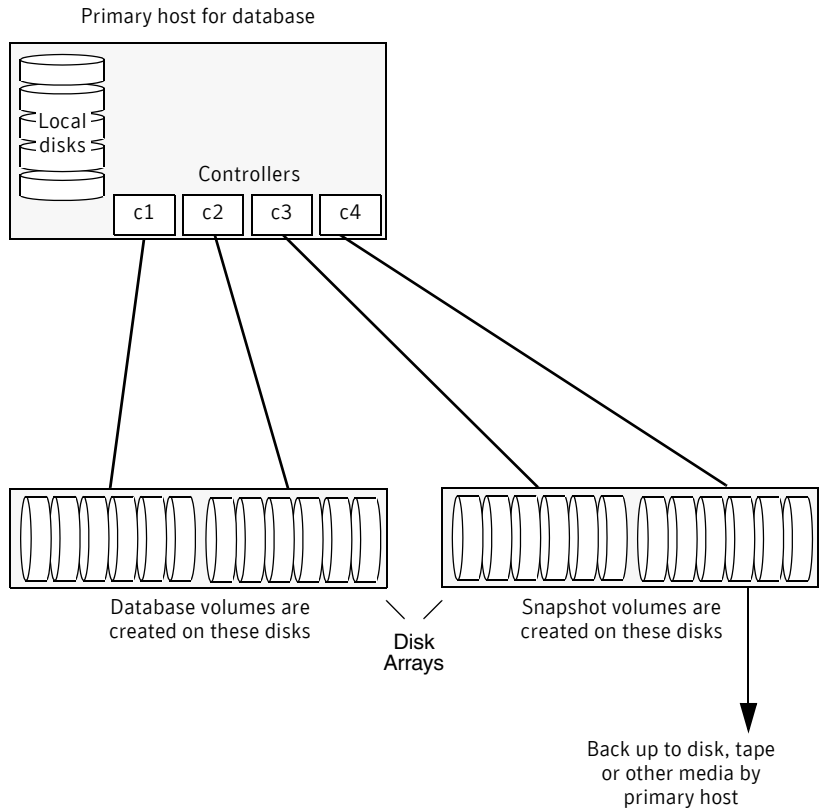 Primary host for database
Local
disks
Controllers
c1 c2 c3 c4
Database volumes are
created on these disks
Disk
Arrays
Snapshot volumes are
created on these disks
Back up to disk, tape
or other media by
primary host